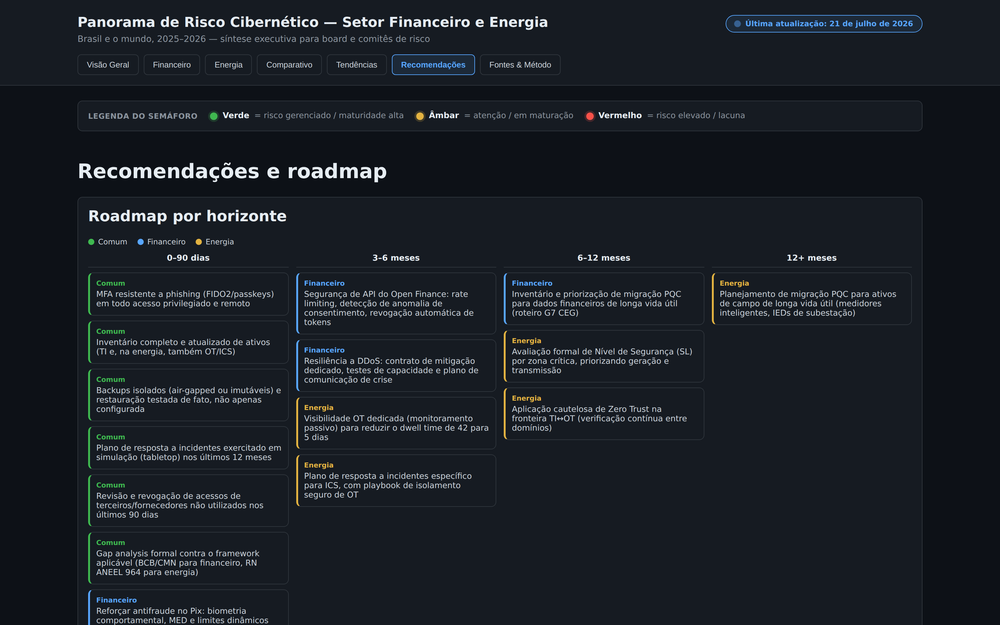 Panorama de Risco Cibernético — Setor Financeiro e Energia
Última atualização: 21 de julho de 2026
Brasil e o mundo, 2025–2026 — síntese executiva para board e comitês de risco
Visão Geral
Financeiro
Energia
Comparativo
Tendências
Recomendações
Fontes & Método
LEGENDA DO SEMÁFORO
Verde = risco gerenciado / maturidade alta
Âmbar = atenção / em maturação
Vermelho = risco elevado / lacuna
Recomendações e roadmap
Roadmap por horizonte
Comum
Financeiro
Energia
0–90 dias
Comum
MFA resistente a phishing (FIDO2/passkeys)
em todo acesso privilegiado e remoto
Comum
Inventário completo e atualizado de ativos
(TI e, na energia, também OT/ICS)
Comum
Backups isolados (air-gapped ou imutáveis) e
restauração testada de fato, não apenas
configurada
Comum
Plano de resposta a incidentes exercitado em
simulação (tabletop) nos últimos 12 meses
Comum
Revisão e revogação de acessos de
terceiros/fornecedores não utilizados nos
últimos 90 dias
Comum
Gap analysis formal contra o framework
aplicável (BCB/CMN para financeiro, RN
ANEEL 964 para energia)
Financeiro
Reforçar antifraude no Pix: biometria
comportamental, MED e limites dinâmicos
3–6 meses
Financeiro
Segurança de API do Open Finance: rate
limiting, detecção de anomalia de
consentimento, revogação automática de
tokens
Financeiro
Resiliência a DDoS: contrato de mitigação
dedicado, testes de capacidade e plano de
comunicação de crise
Energia
Visibilidade OT dedicada (monitoramento
passivo) para reduzir o dwell time de 42 para
5 dias
Energia
Plano de resposta a incidentes específico
para ICS, com playbook de isolamento
seguro de OT
6–12 meses
Financeiro
Inventário e priorização de migração PQC
para dados financeiros de longa vida útil
(roteiro G7 CEG)
Energia
Avaliação formal de Nível de Segurança (SL)
por zona crítica, priorizando geração e
transmissão
Energia
Aplicação cautelosa de Zero Trust na
fronteira TI↔OT (verificação contínua entre
domínios)
12+ meses
Energia
Planejamento de migração PQC para ativos
de campo de longa vida útil (medidores
inteligentes, IEDs de subestação)